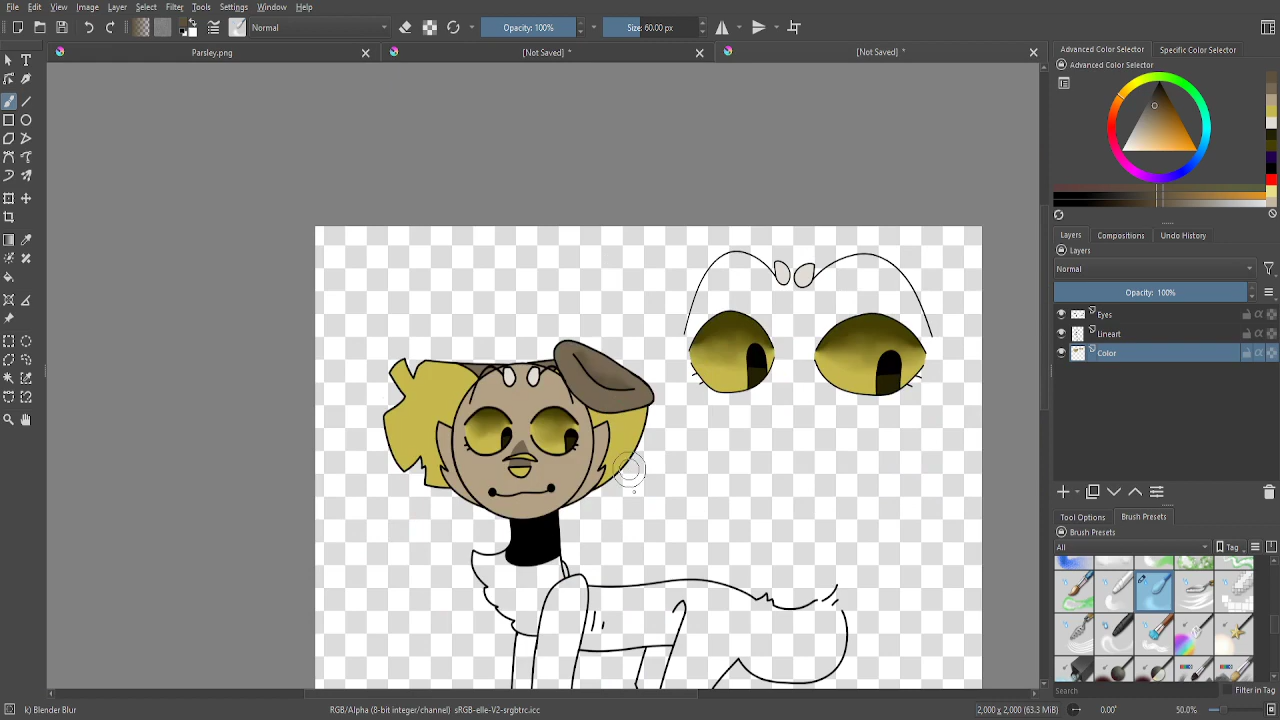 File Edit View Image Layer Select Filter Tools Settings Window Help
Normal Opacity: 100% Size: 60.00 px
Parsley.png [Not Saved] * [Not Saved] *
Advanced Color Selector Specific Color Selector
Advanced Color Selector
Layers Compositions Undo History
Layers
Normal
Opacity: 100%
Eyes
Lineart
Color
Tool Options Brush Presets
Brush Presets
All Tag
Search Filter in Tag
k) Blender Blur RGB/Alpha (8-bit integer/channel) sRGB-elle-V2-srgbtrc.icc 2,000 x 2,000 (63.3 MiB) 0.00° 50.0%